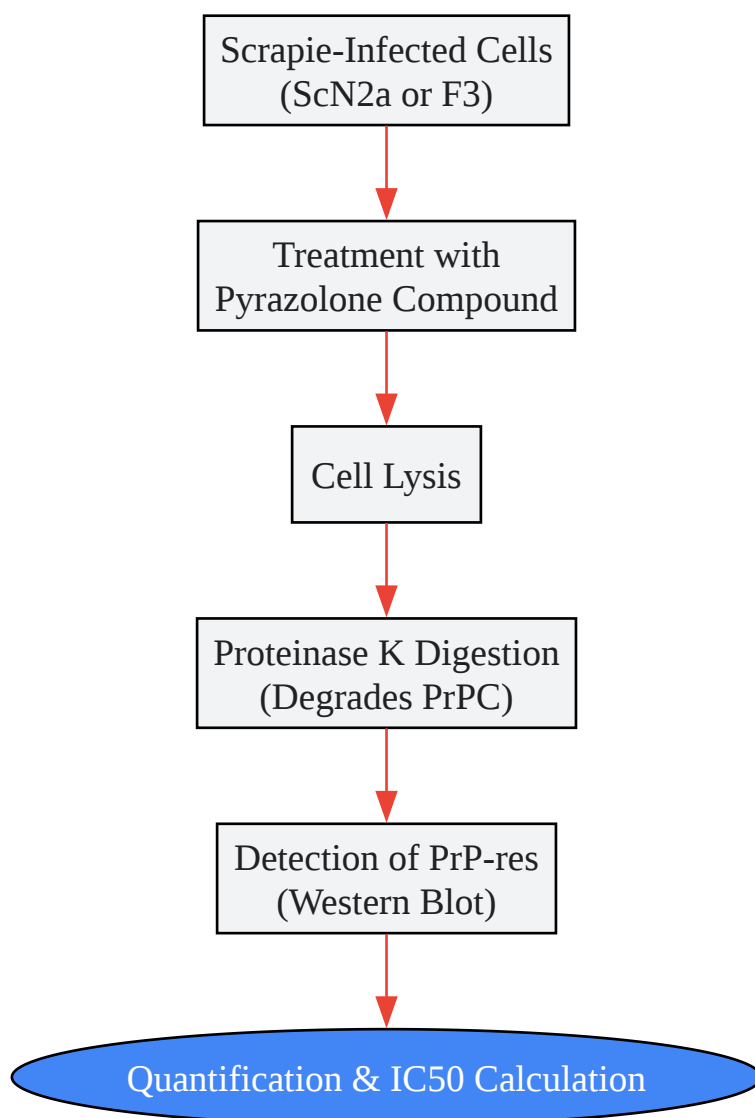 Scrapie-Infected Cells
(ScN2a or F3)
Treatment with
Pyrazolone Compound
Cell Lysis
Proteinase K Digestion
(Degrades PrPC)
Detection of PrP-res
(Western Blot)
Quantification & IC50 Calculation